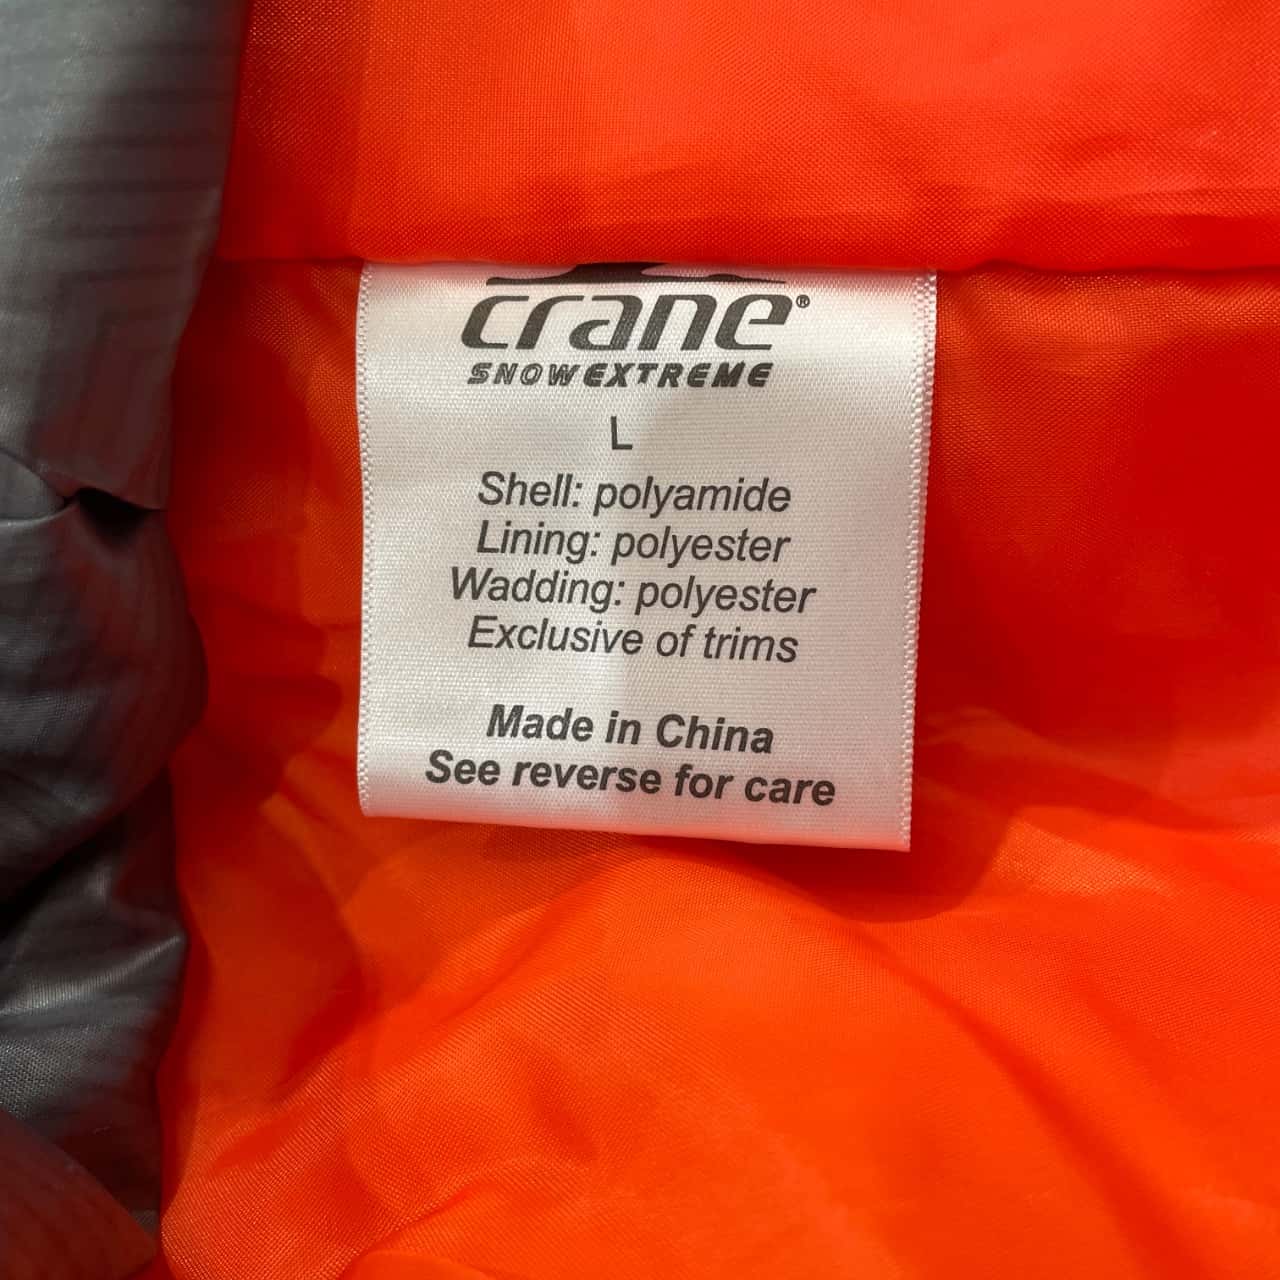 crane®
SNOWEXTREME
L
Shell: polyamide
Lining: polyester
Wadding: polyester
Exclusive of trims
Made in China
See reverse for care